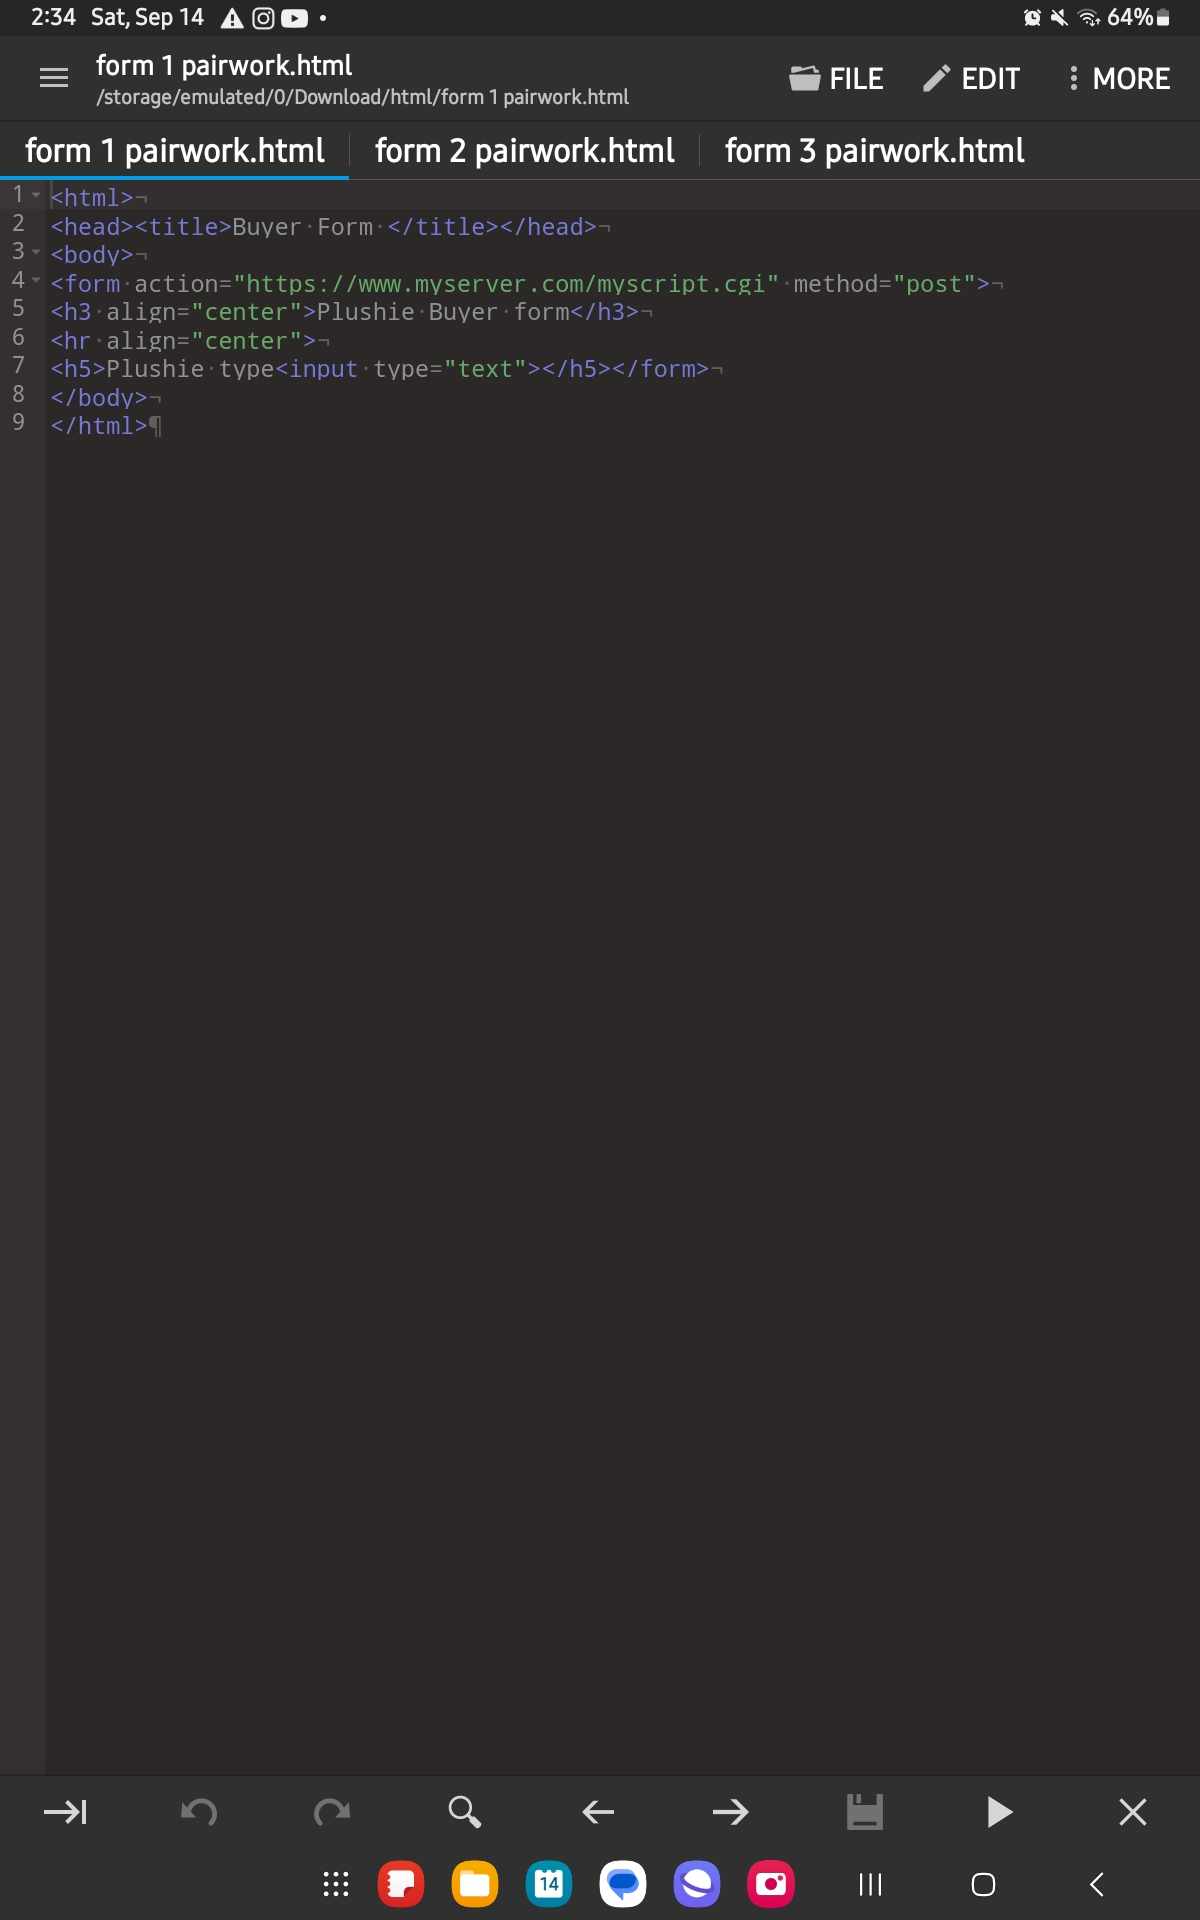 2:34 Sat, Sep 14 64%
form 1 pairwork.html
/storage/emulated/0/Download/html/form 1 pairwork.html
FILE EDIT MORE
form 1 pairwork.html form 2 pairwork.html form 3 pairwork.html
1 <html>¬
2 <head><title>Buyer·Form·</title></head>¬
3 <body>¬
4 <form·action="https://www.myserver.com/myscript.cgi"·method="post">¬
5 <h3·align="center">Plushie·Buyer·form</h3>¬
6 <hr·align="center">¬
7 <h5>Plushie·type<input·type="text"></h5></form>¬
8 </body>¬
9 </html>¶
14